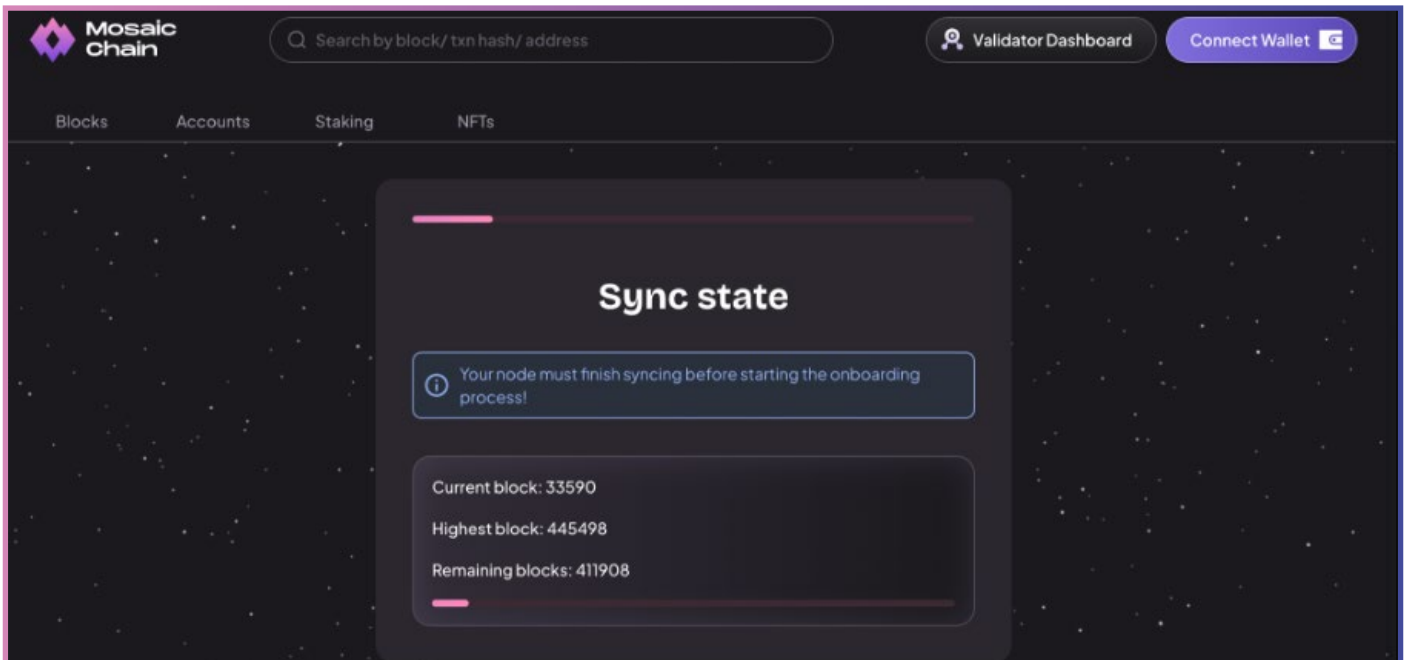 Mosaic
Chain
Search by block/ txn hash/ address
Validator Dashboard
Connect Wallet
Blocks
Accounts
Staking
NFTs
Sync state
Your node must finish syncing before starting the onboarding
process!
Current block: 33590
Highest block: 445498
Remaining blocks: 411908